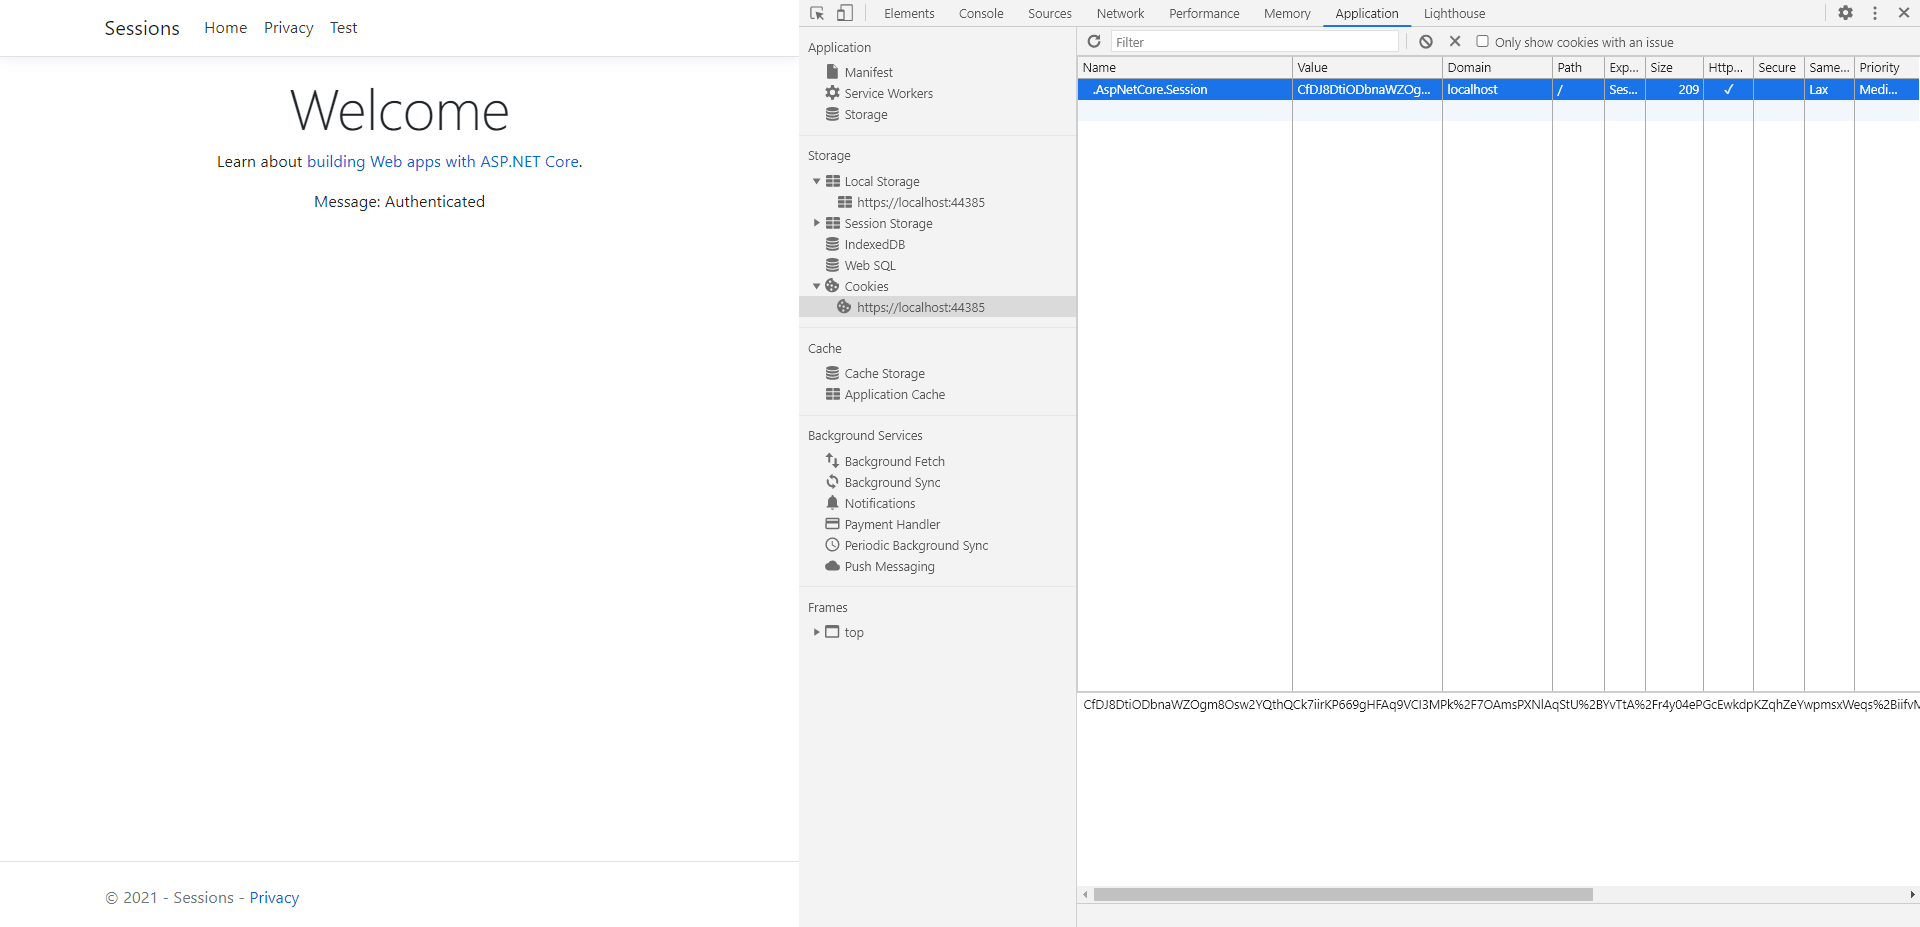 Sessions Home Privacy Test
Welcome
Learn about building Web apps with ASP.NET Core.
Message: Authenticated
© 2021 - Sessions - Privacy
Elements Console Sources Network Performance Memory Application Lighthouse
Application
Manifest
Service Workers
Storage
Storage
Local Storage
https://localhost:44385
Session Storage
IndexedDB
Web SQL
Cookies
https://localhost:44385
Cache
Cache Storage
Application Cache
Background Services
Background Fetch
Background Sync
Notifications
Payment Handler
Periodic Background Sync
Push Messaging
Frames
top
Filter Only show cookies with an issue
Name Value Domain Path Exp... Size Http... Secure Same... Priority
.AspNetCore.Session CfDJ8DtiODbnaWZOg... localhost / Ses... 209 ✓ Lax Medi...
CfDJ8DtiODbnaWZOgm8Osw2YQthQCk7iirKP669gHFAq9VCI3MPk%2F7OAmsPXNlAqStU%2BYvTtA%2Fr4y04ePGcEwkdpKZqhZeYwpmsxWeqs%2BiifvM